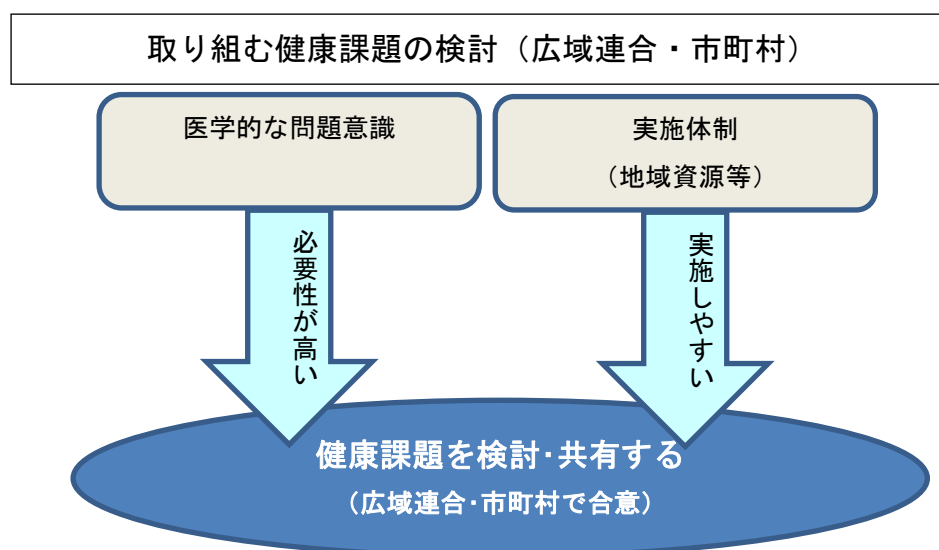 取り組む健康課題の検討（広域連合・市町村）
医学的な問題意識
実施体制
（地域資源等）
必要性が高い
実施しやすい
健康課題を検討･共有する
（広域連合･市町村で合意）